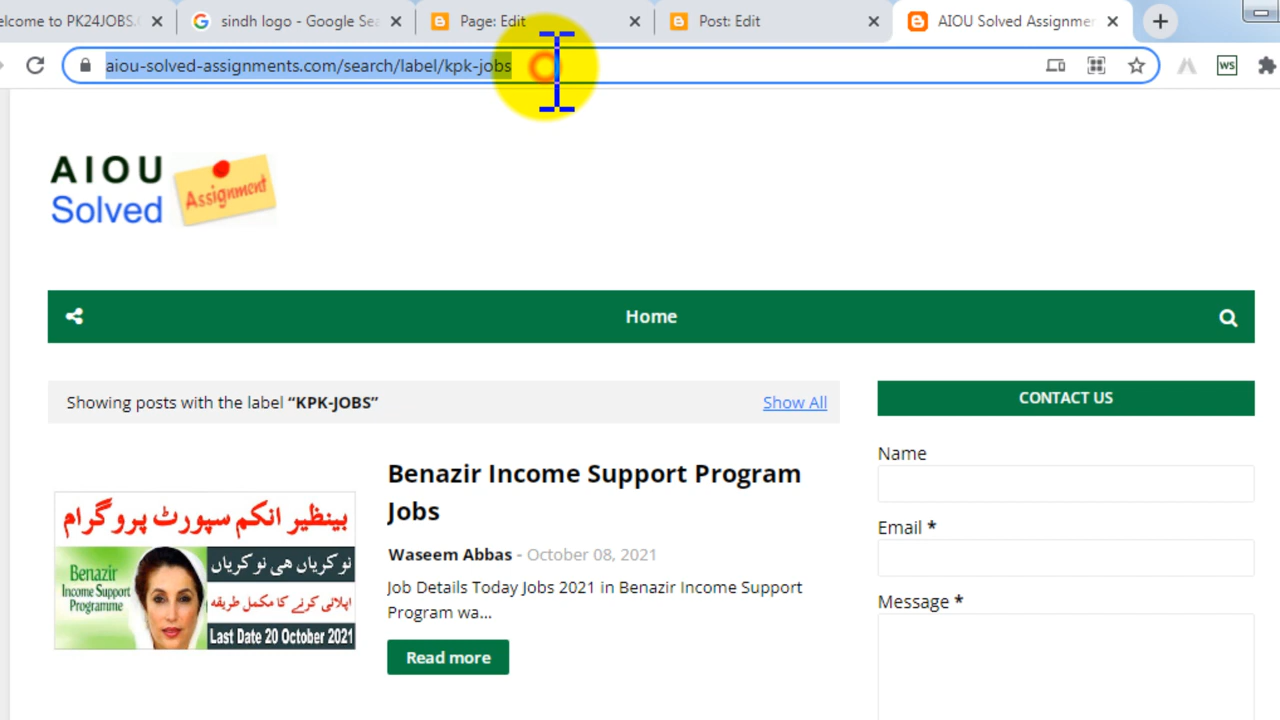 elcome to PK24JOBS.
sindh logo - Google Sea
Page: Edit
Post: Edit
AIOU Solved Assignmen
aiou-solved-assignments.com/search/label/kpk-jobs
WS
AIOU
Solved
Assignment
Home
Showing posts with the label “KPK-JOBS”
Show All
CONTACT US
Benazir Income Support Program
Jobs
Waseem Abbas - October 08, 2021
Job Details Today Jobs 2021 in Benazir Income Support
Program wa...
Read more
بینظیر انکم سپورٹ پروگرام
نوکریاں ھی نوکریاں
Benazir
Income Support
Programme
اپلائی کرنے کا مکمل طریقہ
Last Date 20 October 2021
Name
Email *
Message *